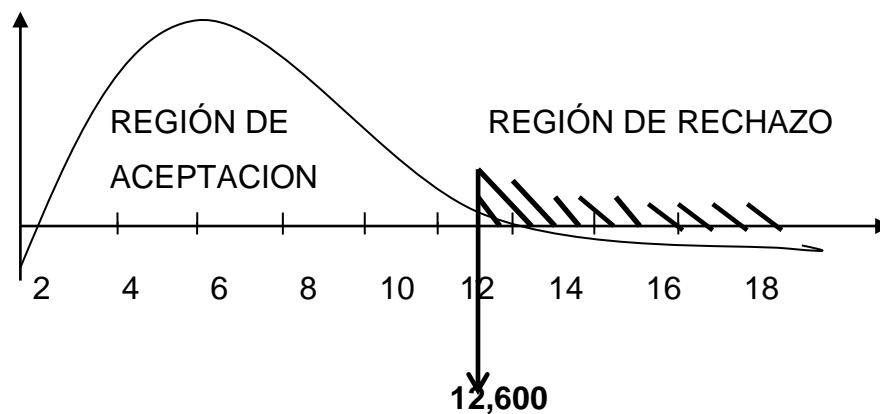 REGIÓN DE
ACEPTACION
REGIÓN DE RECHAZO
2 4 6 8 10 12 14 16 18
12,600